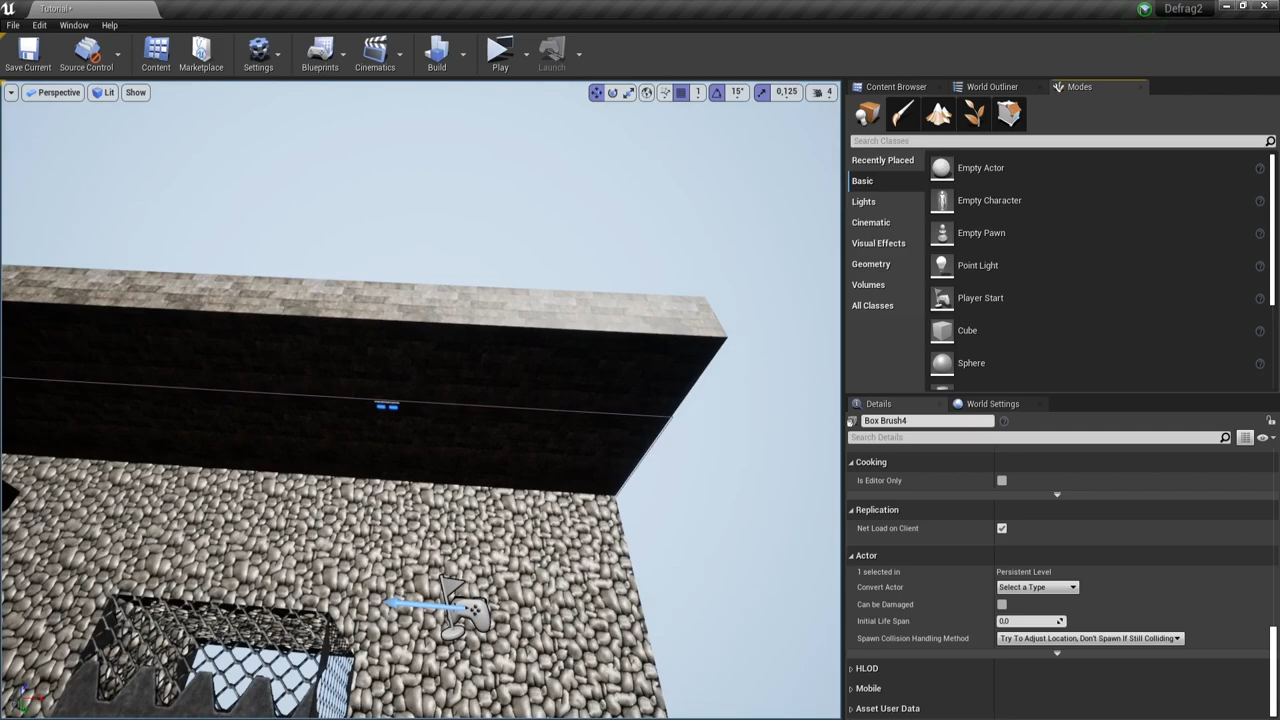 Tutorial*
Defrag2
File Edit Window Help
Save Current Source Control Content Marketplace Settings Blueprints Cinematics Build Play Launch
Perspective Lit Show 1 15° 0,125 4
Content Browser World Outliner Modes
Search Classes
Recently Placed
Basic
Lights
Cinematic
Visual Effects
Geometry
Volumes
All Classes
Empty Actor
Empty Character
Empty Pawn
Point Light
Player Start
Cube
Sphere
Details World Settings
Box Brush4
Search Details
Cooking
Is Editor Only
Replication
Net Load on Client
Actor
1 selected in Persistent Level
Convert Actor Select a Type
Can be Damaged
Initial Life Span 0.0
Spawn Collision Handling Method Try To Adjust Location, Don't Spawn If Still Colliding
HLOD
Mobile
Asset User Data